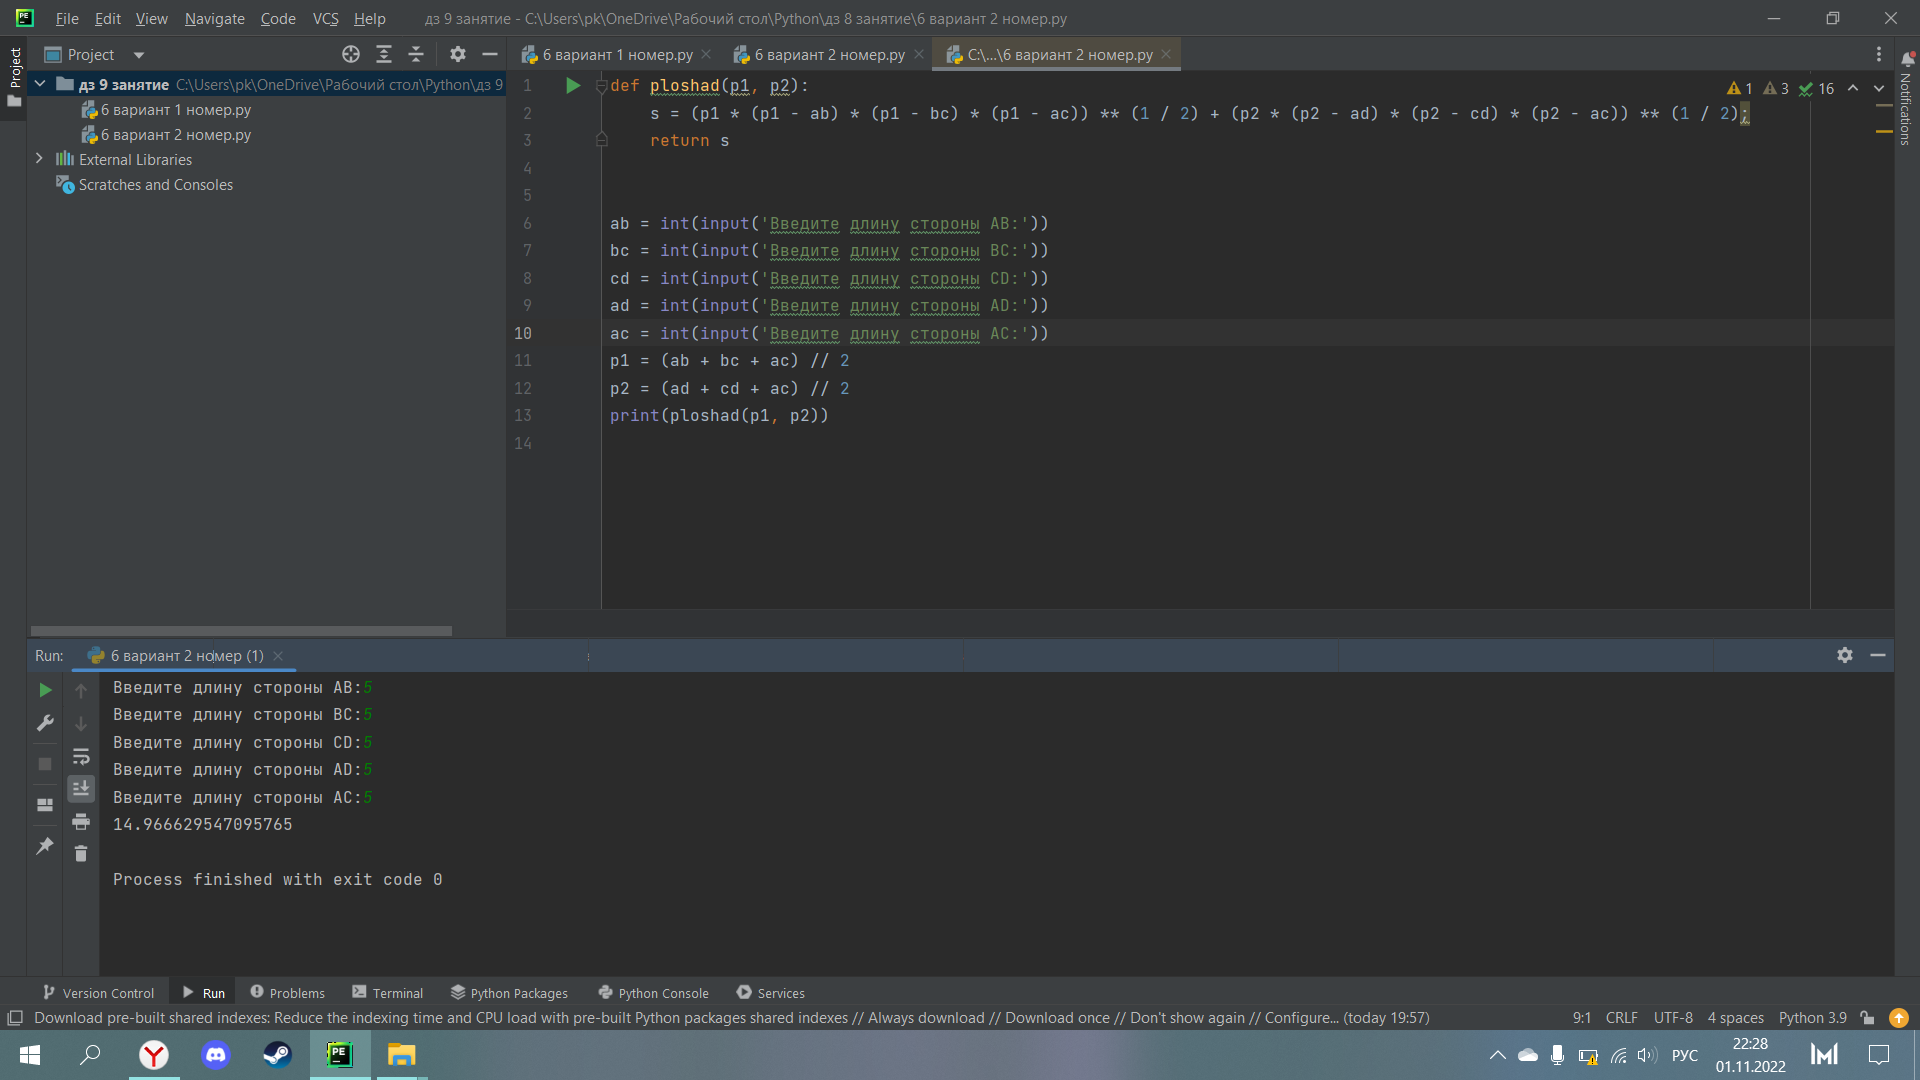 File Edit View Navigate Code VCS Help дз 9 занятие - C:\Users\pk\OneDrive\Рабочий стол\Python\дз 8 занятие\6 вариант 2 номер.py
Project
6 вариант 1 номер.py
6 вариант 2 номер.py
C:\...\6 вариант 2 номер.py
Project
Notifications
дз 9 занятие C:\Users\pk\OneDrive\Рабочий стол\Python\дз 9
6 вариант 1 номер.py
6 вариант 2 номер.py
External Libraries
Scratches and Consoles
1 3 16
1 def ploshad(p1, p2):
2 s = (p1 * (p1 - ab) * (p1 - bc) * (p1 - ac)) ** (1 / 2) + (p2 * (p2 - ad) * (p2 - cd) * (p2 - ac)) ** (1 / 2);
3 return s
4
5
6 ab = int(input('Введите длину стороны AB:'))
7 bc = int(input('Введите длину стороны BC:'))
8 cd = int(input('Введите длину стороны CD:'))
9 ad = int(input('Введите длину стороны AD:'))
10 ac = int(input('Введите длину стороны AC:'))
11 p1 = (ab + bc + ac) // 2
12 p2 = (ad + cd + ac) // 2
13 print(ploshad(p1, p2))
14
Run: 6 вариант 2 номер (1)
Введите длину стороны AB:5
Введите длину стороны BC:5
Введите длину стороны CD:5
Введите длину стороны AD:5
Введите длину стороны AC:5
14.966629547095765
Process finished with exit code 0
Version Control Run Problems Terminal Python Packages Python Console Services
Download pre-built shared indexes: Reduce the indexing time and CPU load with pre-built Python packages shared indexes // Always download // Download once // Don't show again // Configure... (today 19:57) 9:1 CRLF UTF-8 4 spaces Python 3.9
РУС
22:28
01.11.2022